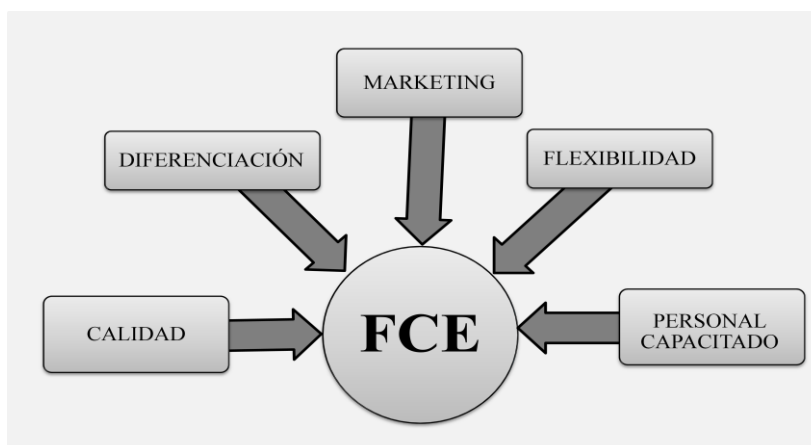 MARKETING
DIFERENCIACIÓN
FLEXIBILIDAD
CALIDAD
FCE
PERSONAL
CAPACITADO